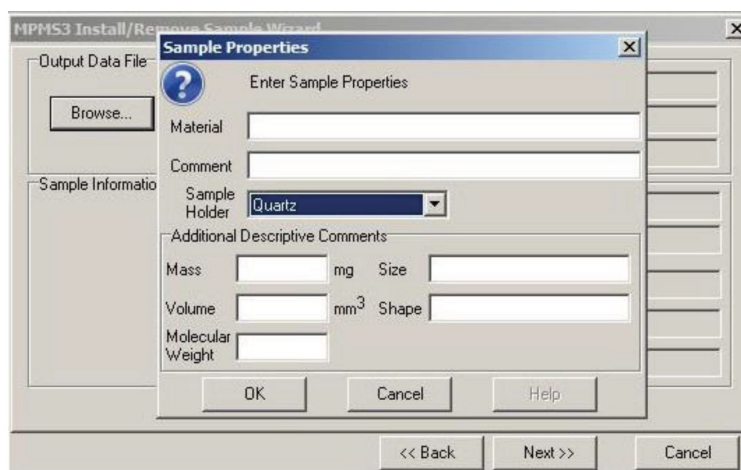 MPMS3 Install/Remove Sample Wizard
Sample Properties
Output Data File
Enter Sample Properties
Browse...
Material
Comment
Sample Information
Sample
Holder
Quartz
Additional Descriptive Comments
Mass mg Size
Volume mm3 Shape
Molecular
Weight
OK Cancel Help
<< Back Next >> Cancel